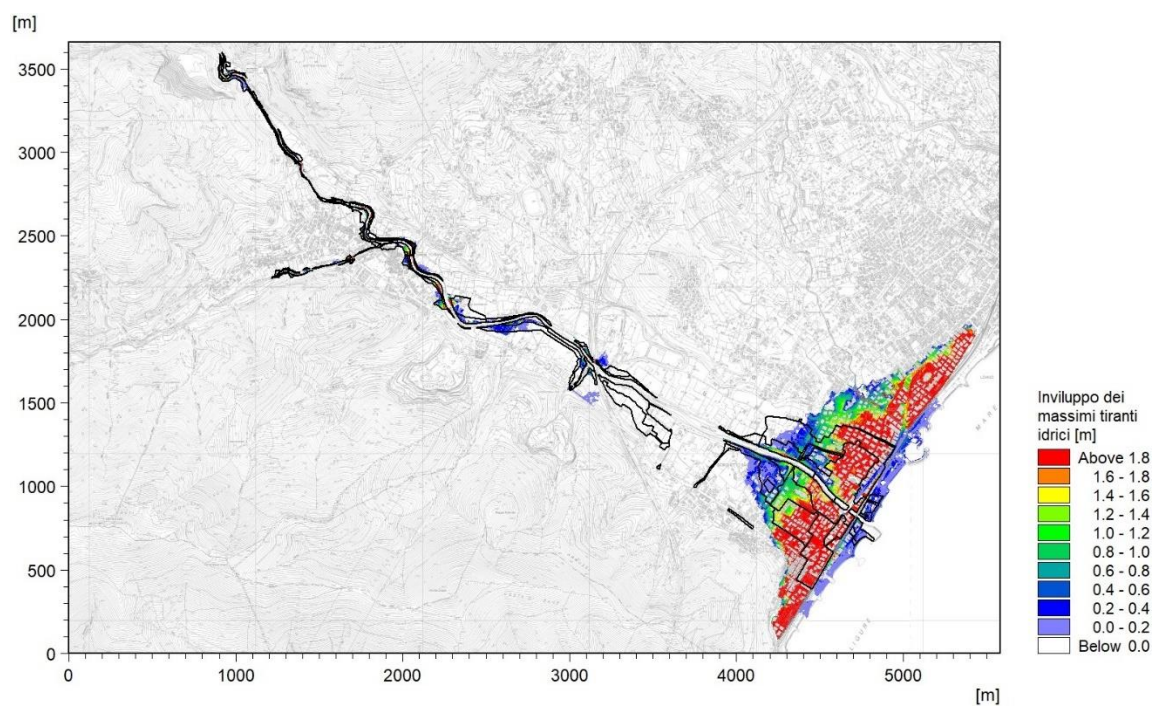 [m]
3500
3000
2500
2000
1500
1000
500
0
0
1000
2000
3000
4000
5000
[m]
Inviluppo dei
massimi tiranti
idrici [m]
Above 1.8
1.6 - 1.8
1.4 - 1.6
1.2 - 1.4
1.0 - 1.2
0.8 - 1.0
0.6 - 0.8
0.4 - 0.6
0.2 - 0.4
0.0 - 0.2
Below 0.0
MARE
LIGURE